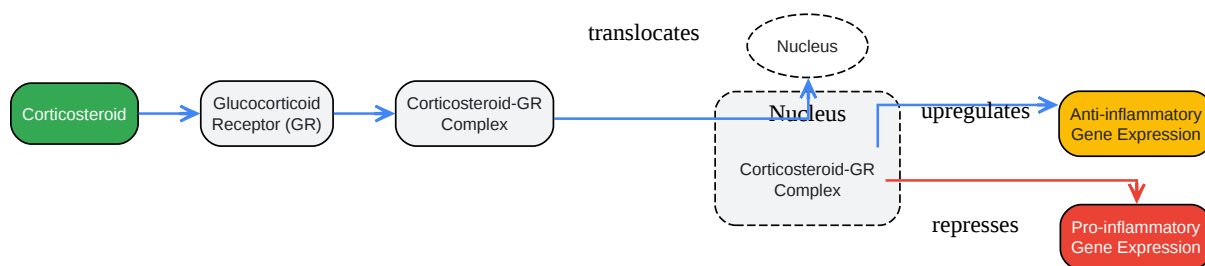 translocates
Nucleus
Corticosteroid
Glucocorticoid
Receptor (GR)
Corticosteroid-GR
Complex
Nucleus
upregulates
Anti-inflammatory
Gene Expression
Corticosteroid-GR
Complex
represses
Pro-inflammatory
Gene Expression